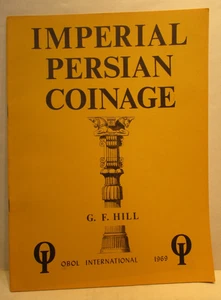 IMPERIAL
PERSIAN
COINAGE
G. F. HILL
OBOL INTERNATIONAL 1969